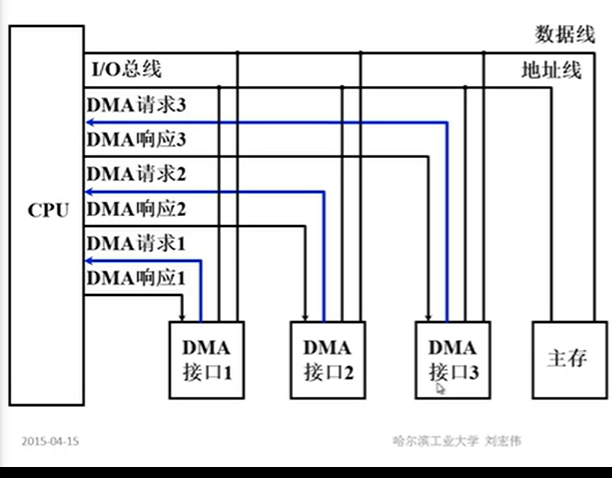 数据线
I/O总线
地址线
DMA请求3
DMA响应3
DMA请求2
CPU
DMA响应2
DMA请求1
DMA响应1
DMA
接口1
DMA
接口2
DMA
接口3
主存
2015-04-15
哈尔滨工业大学 刘宏伟